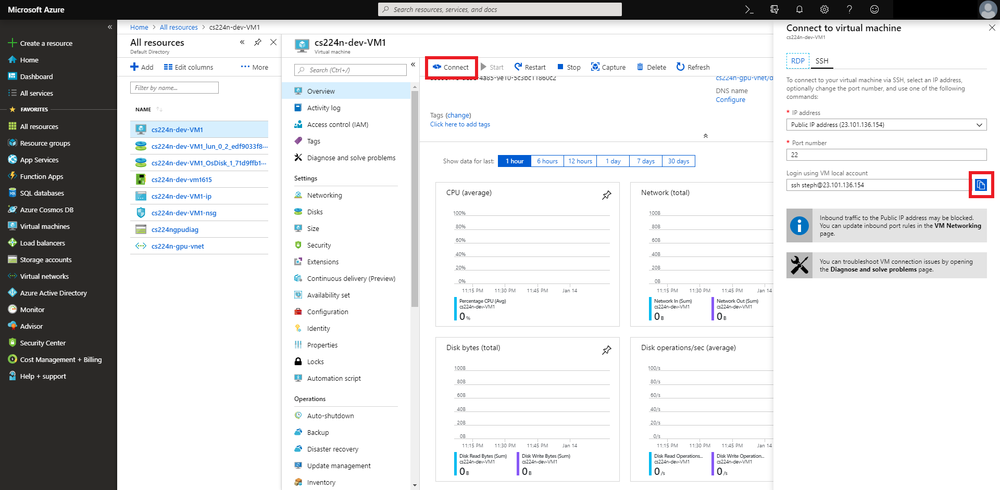 Microsoft Azure
Search resources, services, and docs
Create a resource
Home
Dashboard
All services
FAVORITES
All resources
Resource groups
App Services
Function Apps
SQL databases
Azure Cosmos DB
Virtual machines
Load balancers
Storage accounts
Virtual networks
Azure Active Directory
Monitor
Advisor
Security Center
Cost Management + Billing
Help + support
Home > All resources > cs224n-dev-VM1
All resources
Default Directory
Add Edit columns ••• More
Filter by name...
NAME
cs224n-dev-VM1
cs224n-dev-VM1_lun_0_2_edf9033f8···
cs224n-dev-VM1_OsDisk_1_71d9ffb1···
cs224n-dev-vm1615
cs224n-dev-VM1-ip
cs224n-dev-VM1-nsg
cs224ngpudiag
cs224n-gpu-vnet
cs224n-dev-VM1
Virtual machine
Search (Ctrl+/)
Overview
Activity log
Access control (IAM)
Tags
Diagnose and solve problems
Settings
Networking
Disks
Size
Security
Extensions
Continuous delivery (Preview)
Availability set
Configuration
Identity
Properties
Locks
Automation script
Operations
Auto-shutdown
Backup
Disaster recovery
Update management
Inventory
Connect Start Restart Stop Capture Delete Refresh
cs224n-gpu-vnet/d
DNS name
Configure
Tags (change)
Click here to add tags
Show data for last: 1 hour 6 hours 12 hours 1 day 7 days 30 days
CPU (average)
100%
80%
60%
40%
20%
0%
11:15 PM 11:30 PM 11:45 PM Jan 14
Percentage CPU (Avg)
cs224n-dev-VM1
0 %
Network (total)
100B
80B
60B
40B
20B
0B
11:15 PM 11:30 PM 11:45 PM Jan 14
Network In (Sum)
cs224n-dev-VM1
0 B
Network Out (Sum)
cs224n-dev-VM1
0 B
Disk bytes (total)
100B
80B
60B
40B
20B
0B
11:15 PM 11:30 PM 11:45 PM Jan 14
Disk Read Bytes (Sum)
cs224n-dev-VM1
0 B
Disk Write Bytes (Sum)
cs224n-dev-VM1
0 B
Disk operations/sec (average)
100/s
80/s
60/s
40/s
20/s
0/s
11:15 PM 11:30 PM 11:45 PM Jan 14
Disk Read Operations...
cs224n-dev-VM1
0 /s
Disk Write Operation...
cs224n-dev-VM1
0 /s
Connect to virtual machine
cs224n-dev-VM1
RDP SSH
To connect to your virtual machine via SSH, select an IP address,
optionally change the port number, and use one of the following
commands:
* IP address
Public IP address (23.101.136.154)
* Port number
22
Login using VM local account
ssh steph@23.101.136.154
Inbound traffic to the Public IP address may be blocked.
You can update inbound port rules in the VM Networking
page.
You can troubleshoot VM connection issues by opening
the Diagnose and solve problems page.